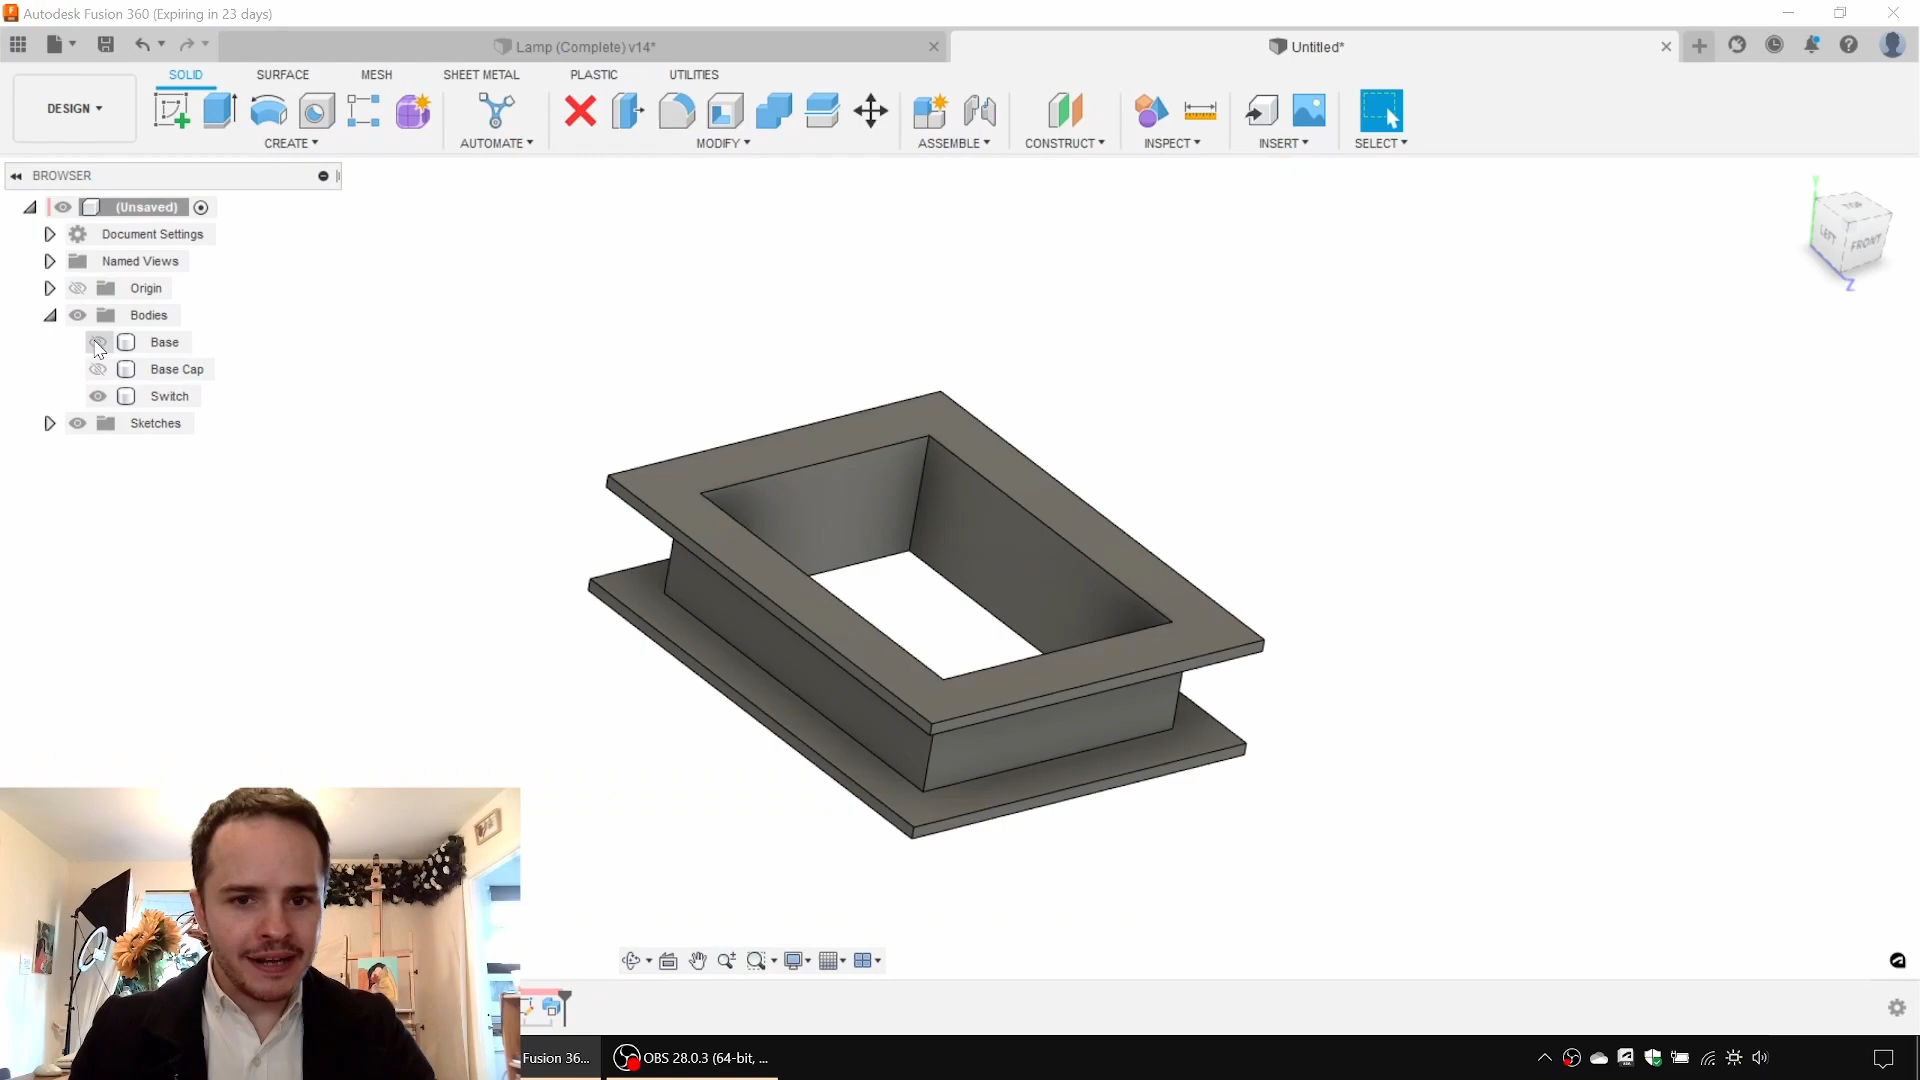 Autodesk Fusion 360 (Expiring in 23 days)
Lamp (Complete) v14*
Untitled*
SOLID SURFACE MESH SHEET METAL PLASTIC UTILITIES
DESIGN
CREATE AUTOMATE MODIFY ASSEMBLE CONSTRUCT INSPECT INSERT SELECT
BROWSER
(Unsaved)
Document Settings
Named Views
Origin
Bodies
Base
Base Cap
Switch
Sketches
TOP
LEFT FRONT
Z
Fusion 36...
OBS 28.0.3 (64-bit, ...